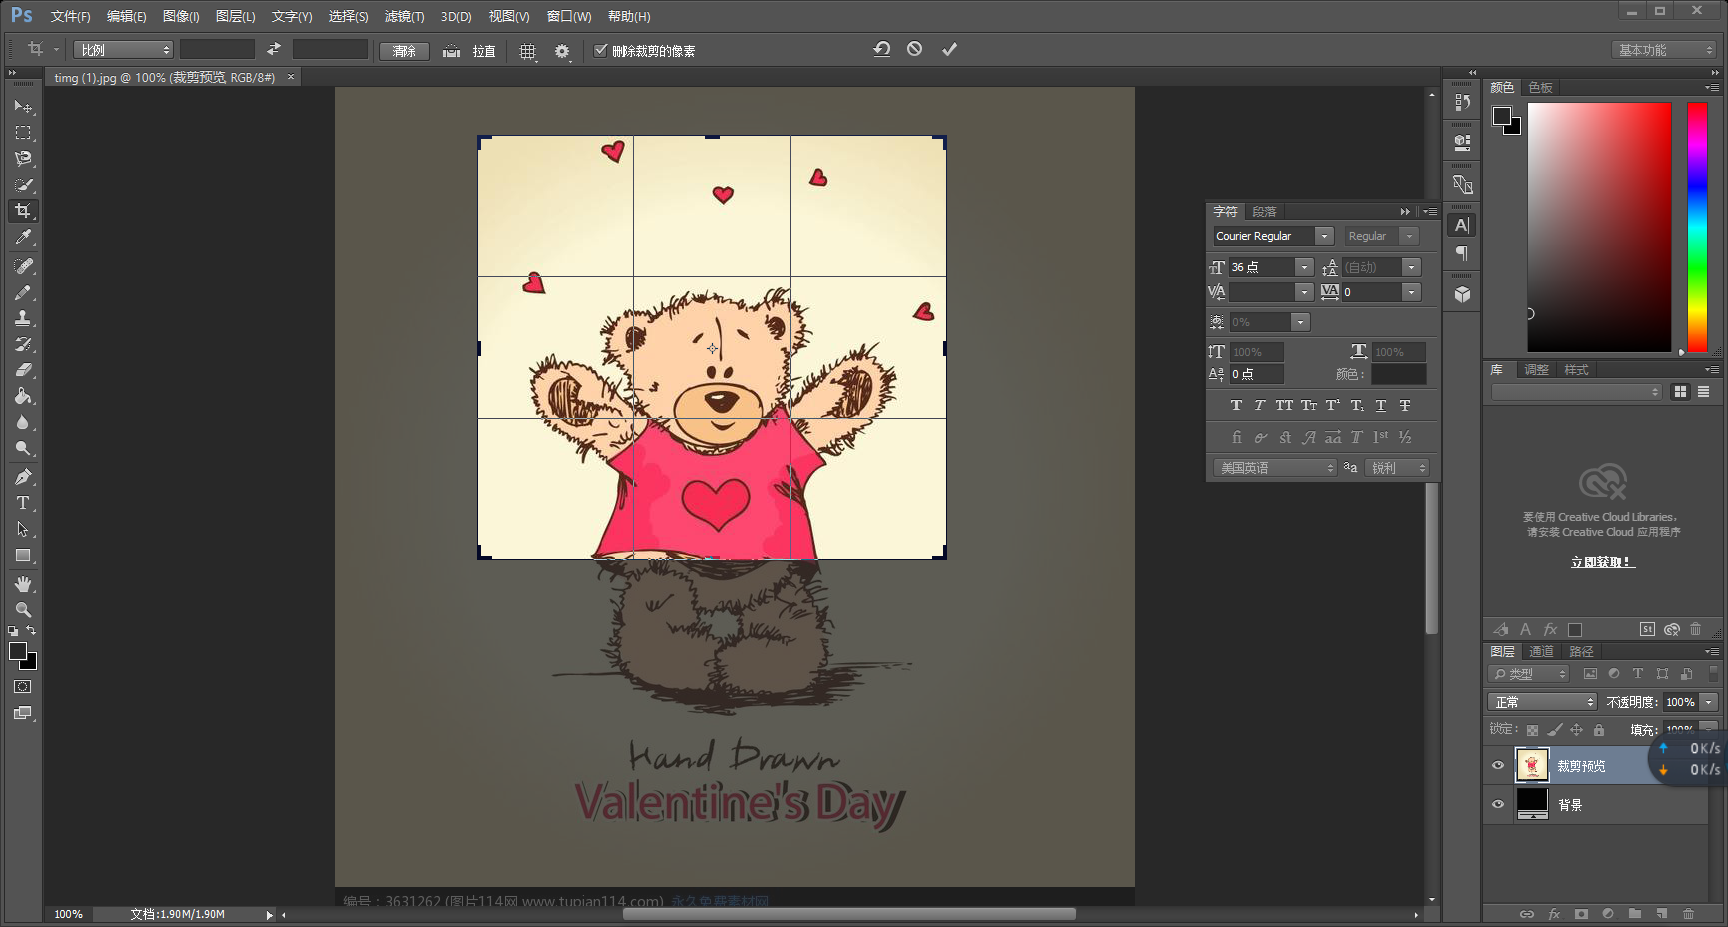 Ps 文件(F) 编辑(E) 图像(I) 图层(L) 文字(Y) 选择(S) 滤镜(T) 3D(D) 视图(V) 窗口(W) 帮助(H)
比例 清除 拉直 删除裁剪的像素 基本功能
timg (1).jpg @ 100% (裁剪预览, RGB/8#) ×
颜色 色板
字符 段落
Courier Regular Regular
36 点 (自动)
V/A VA 0
0%
100% 100%
0 点 颜色:
T T TT Tт T¹ T₁ T T
fi st A aa T 1st ½
美国英语 aa 锐利
库 调整 样式
要使用 Creative Cloud Libraries,
请安装 Creative Cloud 应用程序
立即获取!
A fx St
图层 通道 路径
类型
正常 不透明度: 100%
锁定: 填充: 100%
裁剪预览
0K/s
0K/s
背景
Hand Drawn
Valentine's Day
编号：3631262 (图片114网 www.tupian114.com) 永久免费素材网
100% 文档:1.90M/1.90M
fx